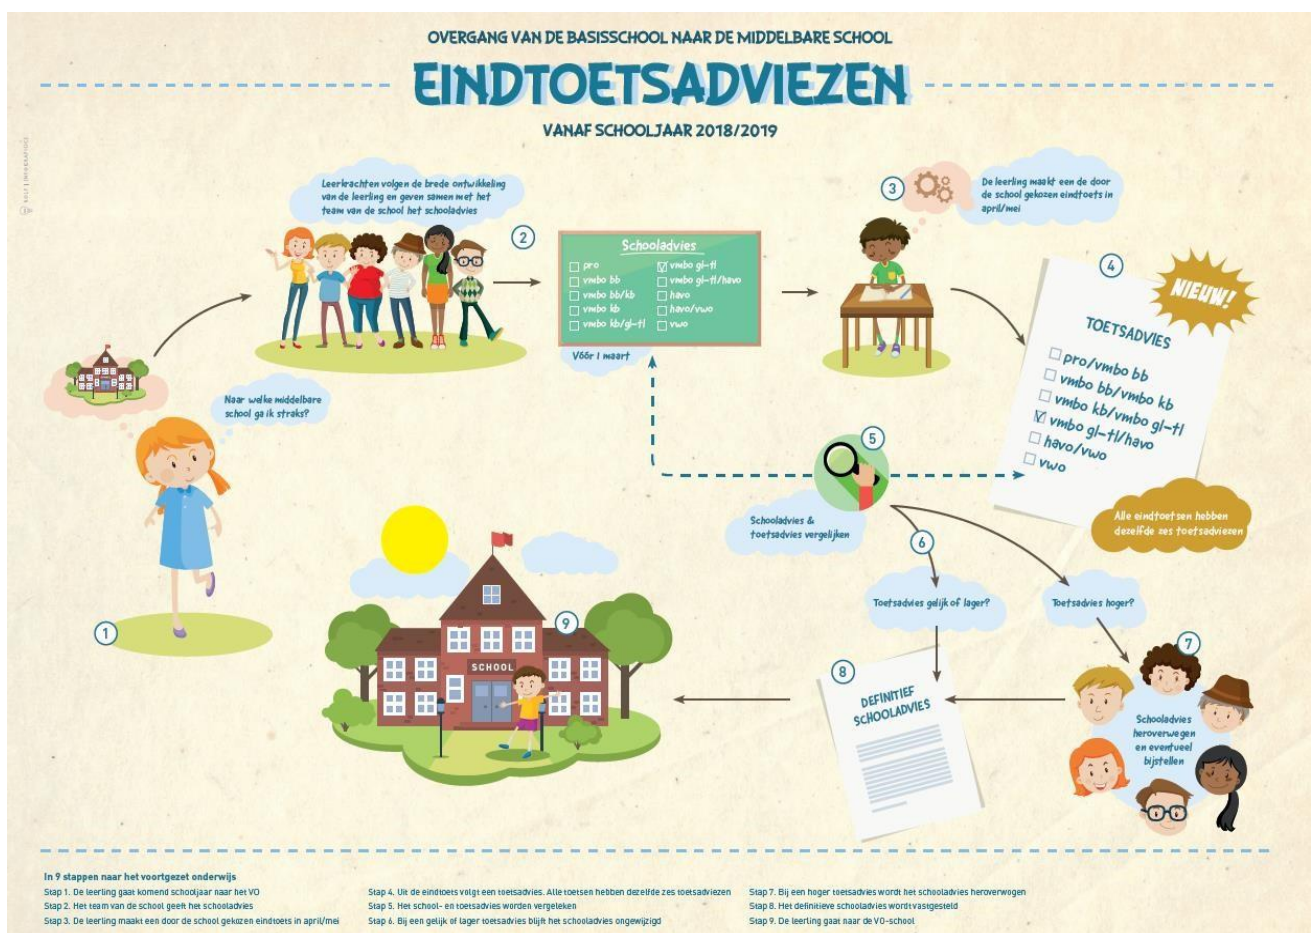 OVERGANG VAN DE BASISSCHOOL NAAR DE MIDDELBARE SCHOOL
EINDTOETSADVIEZEN
VANAF SCHOOLJAAR 2018/2019
Naar welke middelbare
school ga ik straks?
1
Leerkrachten volgen de brede ontwikkeling
van de leerling en geven samen met het
team van de school het schooladvies
2
Schooladvies
pro
vmbo bb
vmbo bb/kb
vmbo kb
vmbo kb/gl-tl
vmbo gl-tl
vmbo gl-tl/havo
havo
havo/vwo
vwo
Vóór 1 maart
3
De leerling maakt een de door
de school gekozen eindtoets in
april/mei
4
NIEUW!
TOETSADVIES
pro/vmbo bb
vmbo bb/vmbo kb
vmbo kb/vmbo gl-tl
vmbo gl-tl/havo
havo/vwo
vwo
Alle eindtoetsen hebben
dezelfde zes toetsadviezen
5
Schooladvies &
toetsadvies vergelijken
6
Toetsadvies gelijk of lager?
Toetsadvies hoger?
7
Schooladvies
heroverwegen
en eventueel
bijstellen
8
DEFINITIEF
SCHOOLADVIES
9
SCHOOL
In 9 stappen naar het voortgezet onderwijs
Stap 1. De leerling gaat komend schooljaar naar het VO
Stap 2. Het team van de school geeft het schooladvies
Stap 3. De leerling maakt een door de school gekozen eindtoets in april/mei
Stap 4. Uit de eindtoets volgt een toetsadvies. Alle toetsen hebben dezelfde zes toetsadviezen
Stap 5. Het school- en toetsadvies worden vergeleken
Stap 6. Bij een gelijk of lager toetsadvies blijft het schooladvies ongewijzigd
Stap 7. Bij een hoger toetsadvies wordt het schooladvies heroverwogen
Stap 8. Het definitieve schooladvies wordt vastgesteld
Stap 9. De leerling gaat naar de VO-school